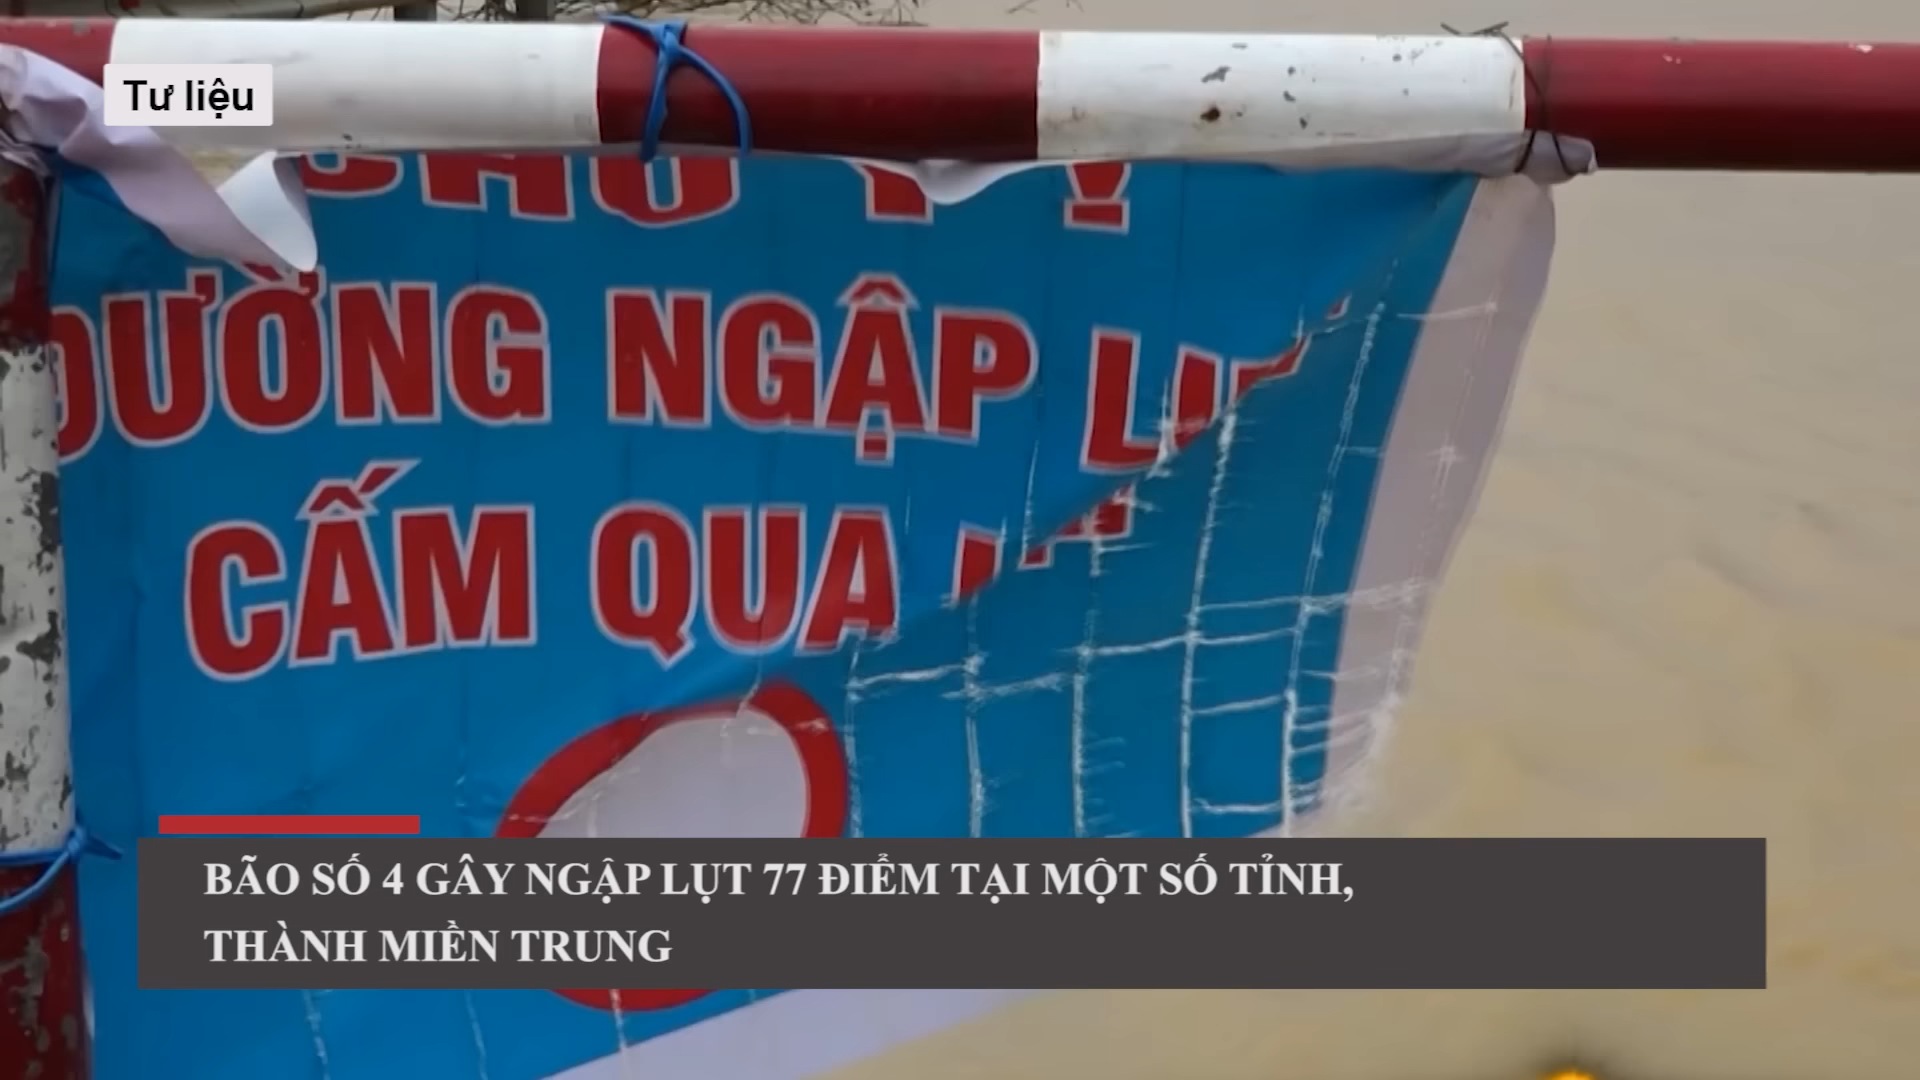 Tư liệu
CHÚ Ý!
ĐƯỜNG NGẬP
CẤM QUA
BÃO SỐ 4 GÂY NGẬP LỤT 77 ĐIỂM TẠI MỘT SỐ TỈNH,
THÀNH MIỀN TRUNG